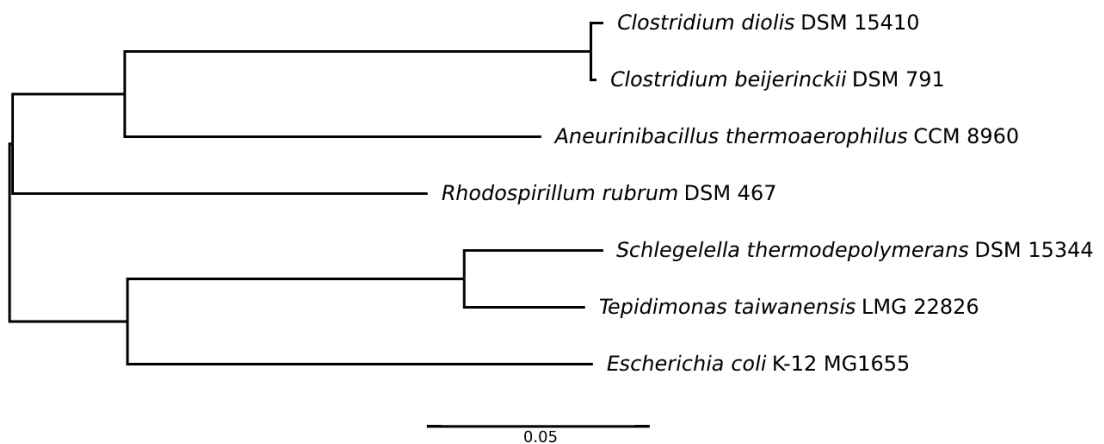 Clostridium diolis DSM 15410
Clostridium beijerinckii DSM 791
Aneurinibacillus thermoaerophilus CCM 8960
Rhodospirillum rubrum DSM 467
Schlegelella thermodepolymerans DSM 15344
Tepidimonas taiwanensis LMG 22826
Escherichia coli K-12 MG1655
0.05